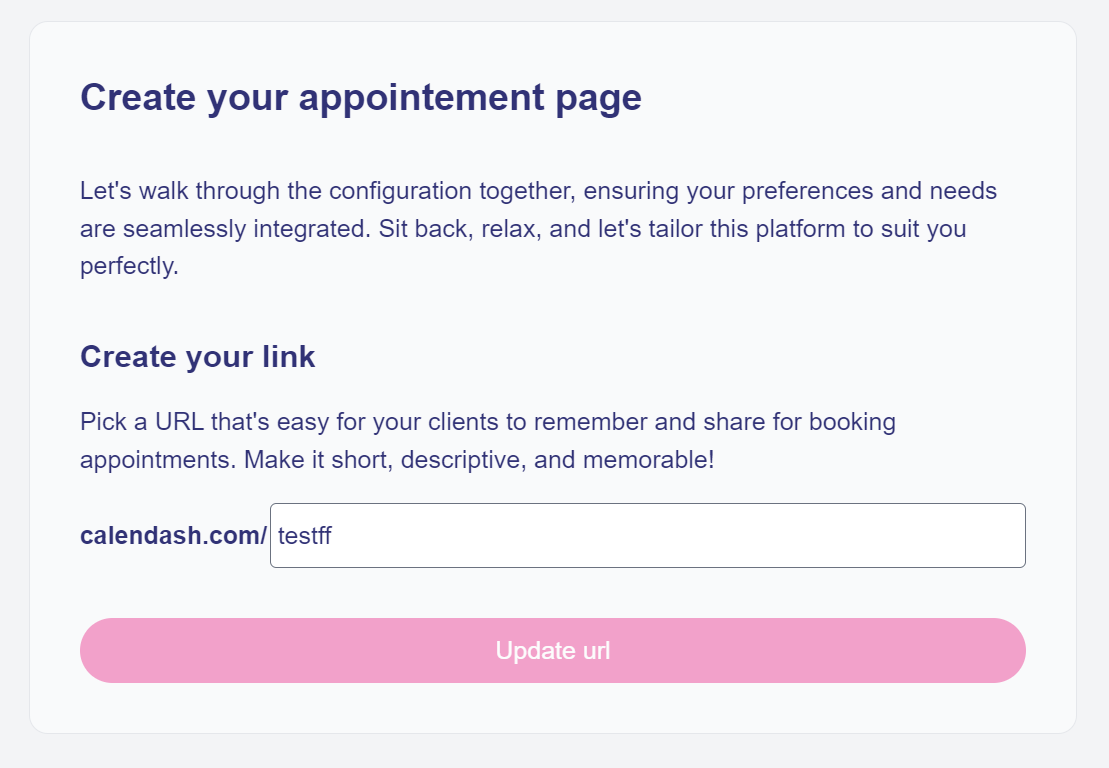 Create your appointement page
Let's walk through the configuration together, ensuring your preferences and needs
are seamlessly integrated. Sit back, relax, and let's tailor this platform to suit you
perfectly.
Create your link
Pick a URL that's easy for your clients to remember and share for booking
appointments. Make it short, descriptive, and memorable!
calendash.com/ testff
Update url